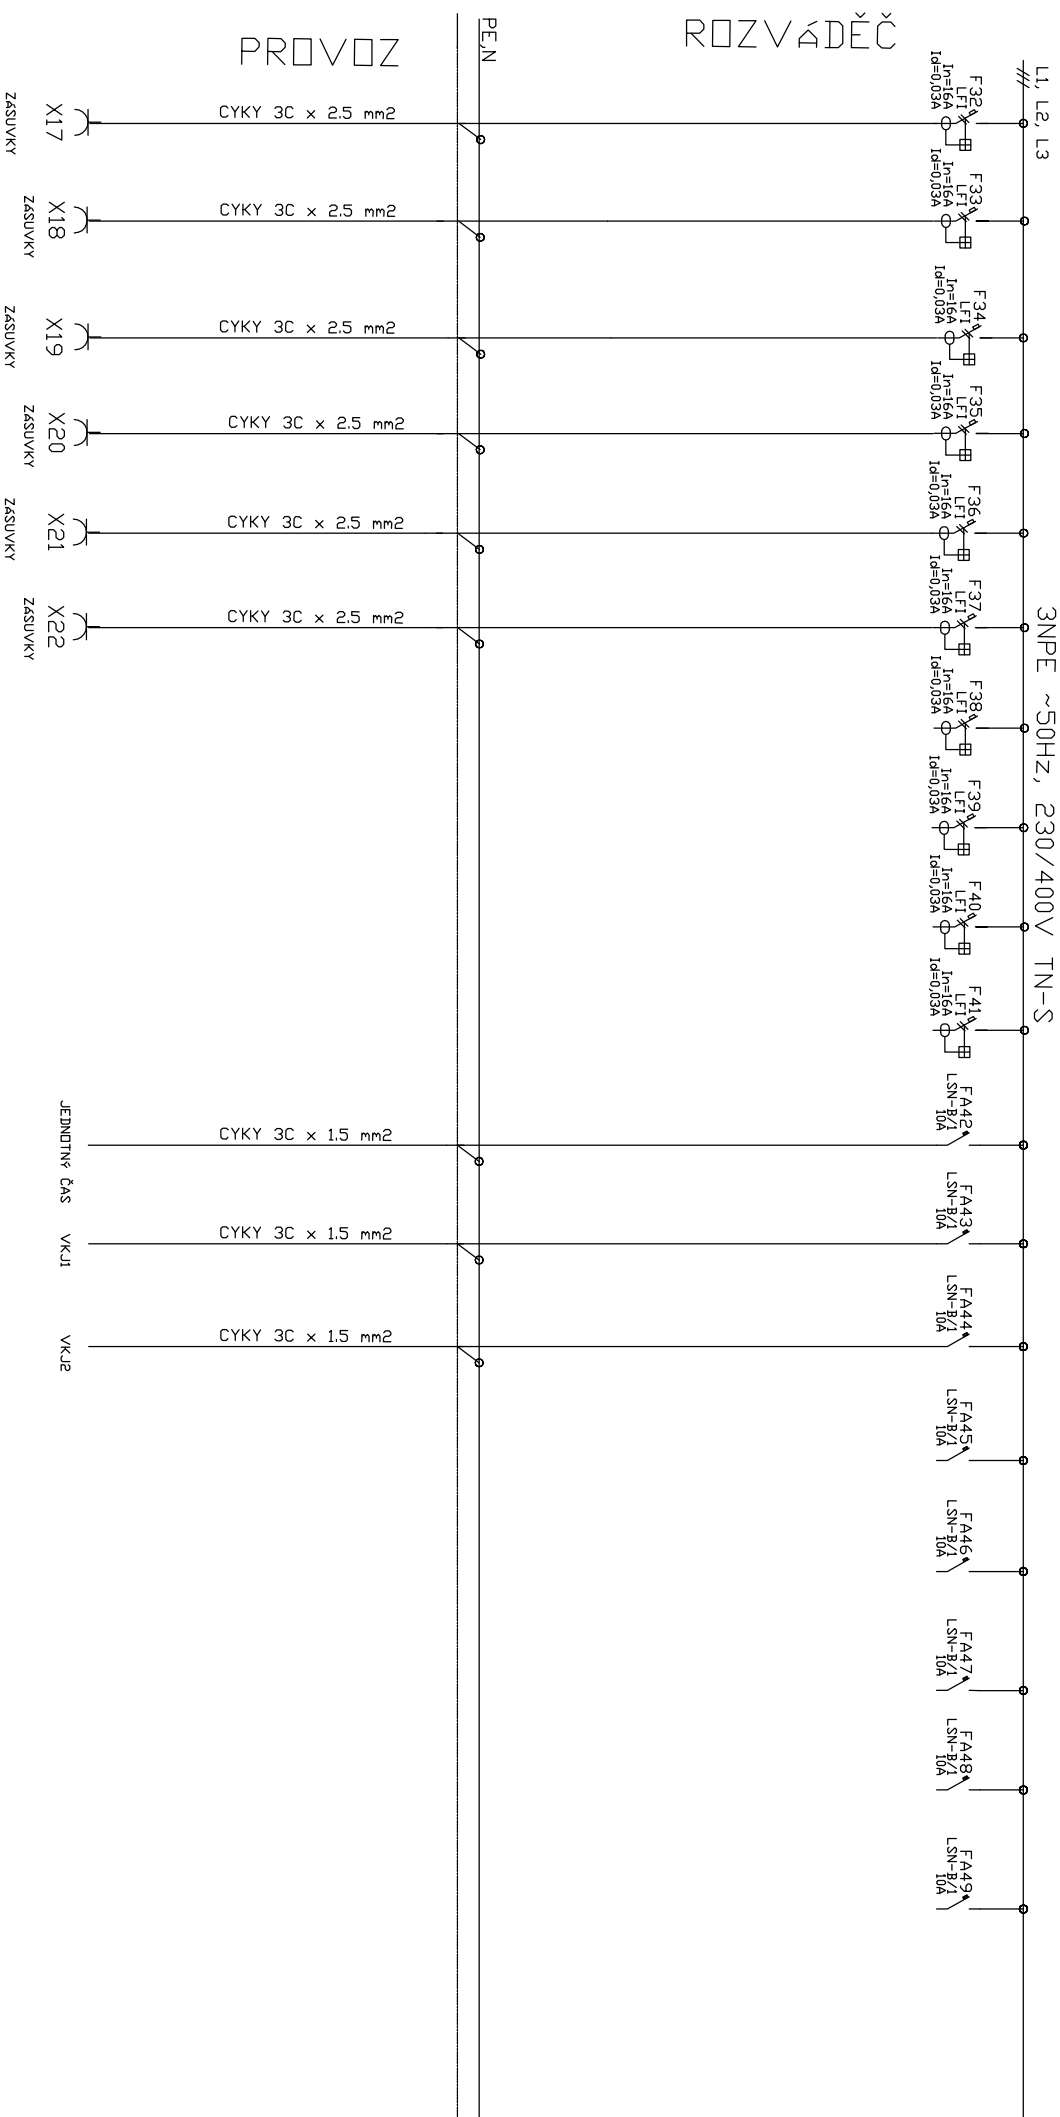 L1, L2, L3
3NPE ~50Hz, 230/400V TN-S
F32
LFI
In=16A
Id=0,03A
F33
LFI
In=16A
Id=0,03A
F34
LFI
In=16A
Id=0,03A
F35
LFI
In=16A
Id=0,03A
F36
LFI
In=16A
Id=0,03A
F37
LFI
In=16A
Id=0,03A
F38
LFI
In=16A
Id=0,03A
F39
LFI
In=16A
Id=0,03A
F40
LFI
In=16A
Id=0,03A
F41
LFI
In=16A
Id=0,03A
FA42
LSN-B/1
10A
FA43
LSN-B/1
10A
FA44
LSN-B/1
10A
FA45
LSN-B/1
10A
FA46
LSN-B/1
10A
FA47
LSN-B/1
10A
FA48
LSN-B/1
10A
FA49
LSN-B/1
10A
ROZVÁDĚČ
PE,N
PROVOZ
CYKY 3C x 2.5 mm2
CYKY 3C x 2.5 mm2
CYKY 3C x 2.5 mm2
CYKY 3C x 2.5 mm2
CYKY 3C x 2.5 mm2
CYKY 3C x 2.5 mm2
CYKY 3C x 1.5 mm2
CYKY 3C x 1.5 mm2
CYKY 3C x 1.5 mm2
X17
ZÁSUVKY
X18
ZÁSUVKY
X19
ZÁSUVKY
X20
ZÁSUVKY
X21
ZÁSUVKY
X22
ZÁSUVKY
JEDNOTNÝ ČAS
VKJ1
VKJ2